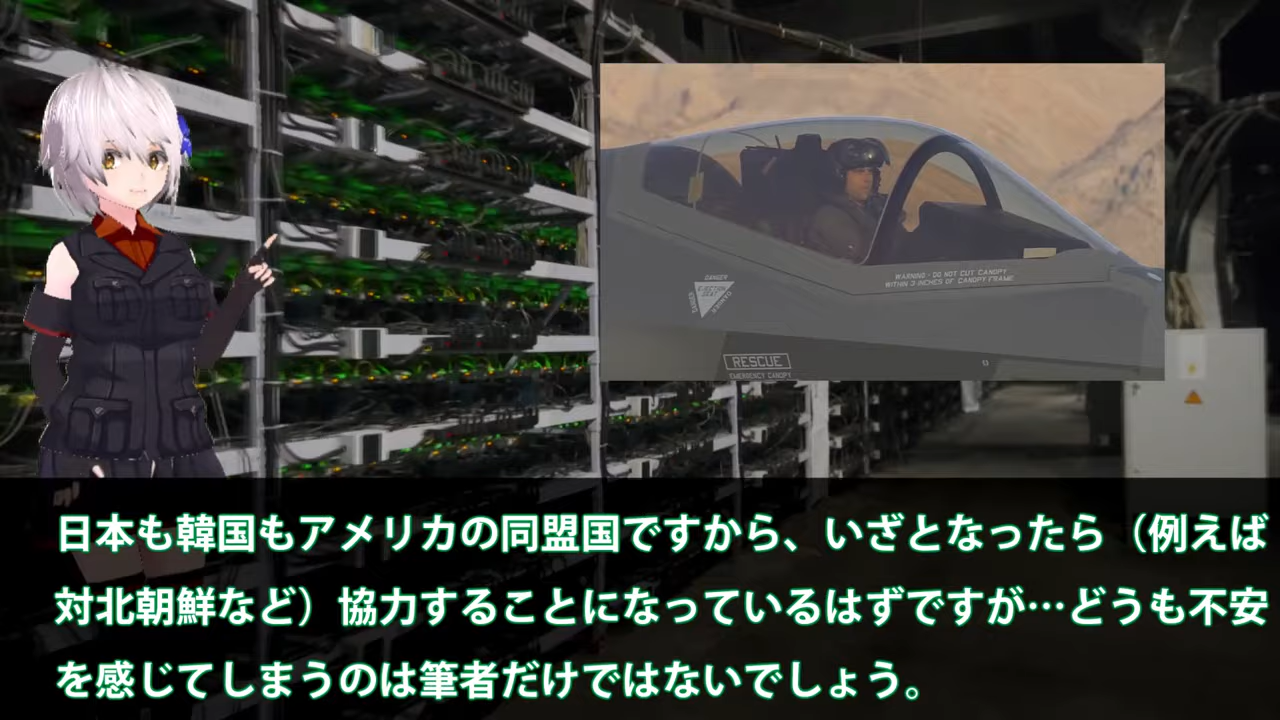 DANGER
WARNING - DO NOT CUT CANOPY
WITHIN 3 INCHES OF CANOPY FRAME
RESCUE
EMERGENCY CANOPY
日本も韓国もアメリカの同盟国ですから、いざとなったら（例えば
対北朝鮮など）協力することになっているはずですが…どうも不安
を感じてしまうのは筆者だけではないでしょう。